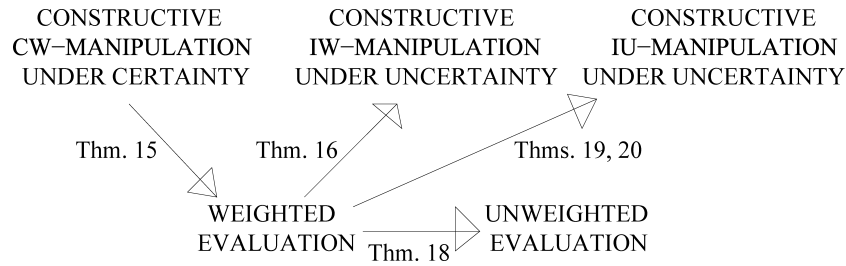 CONSTRUCTIVE
CW−MANIPULATION
UNDER CERTAINTY
CONSTRUCTIVE
IW−MANIPULATION
UNDER UNCERTAINTY
CONSTRUCTIVE
IU−MANIPULATION
UNDER UNCERTAINTY
Thm. 15
Thm. 16
Thms. 19, 20
WEIGHTED
EVALUATION
Thm. 18
UNWEIGHTED
EVALUATION